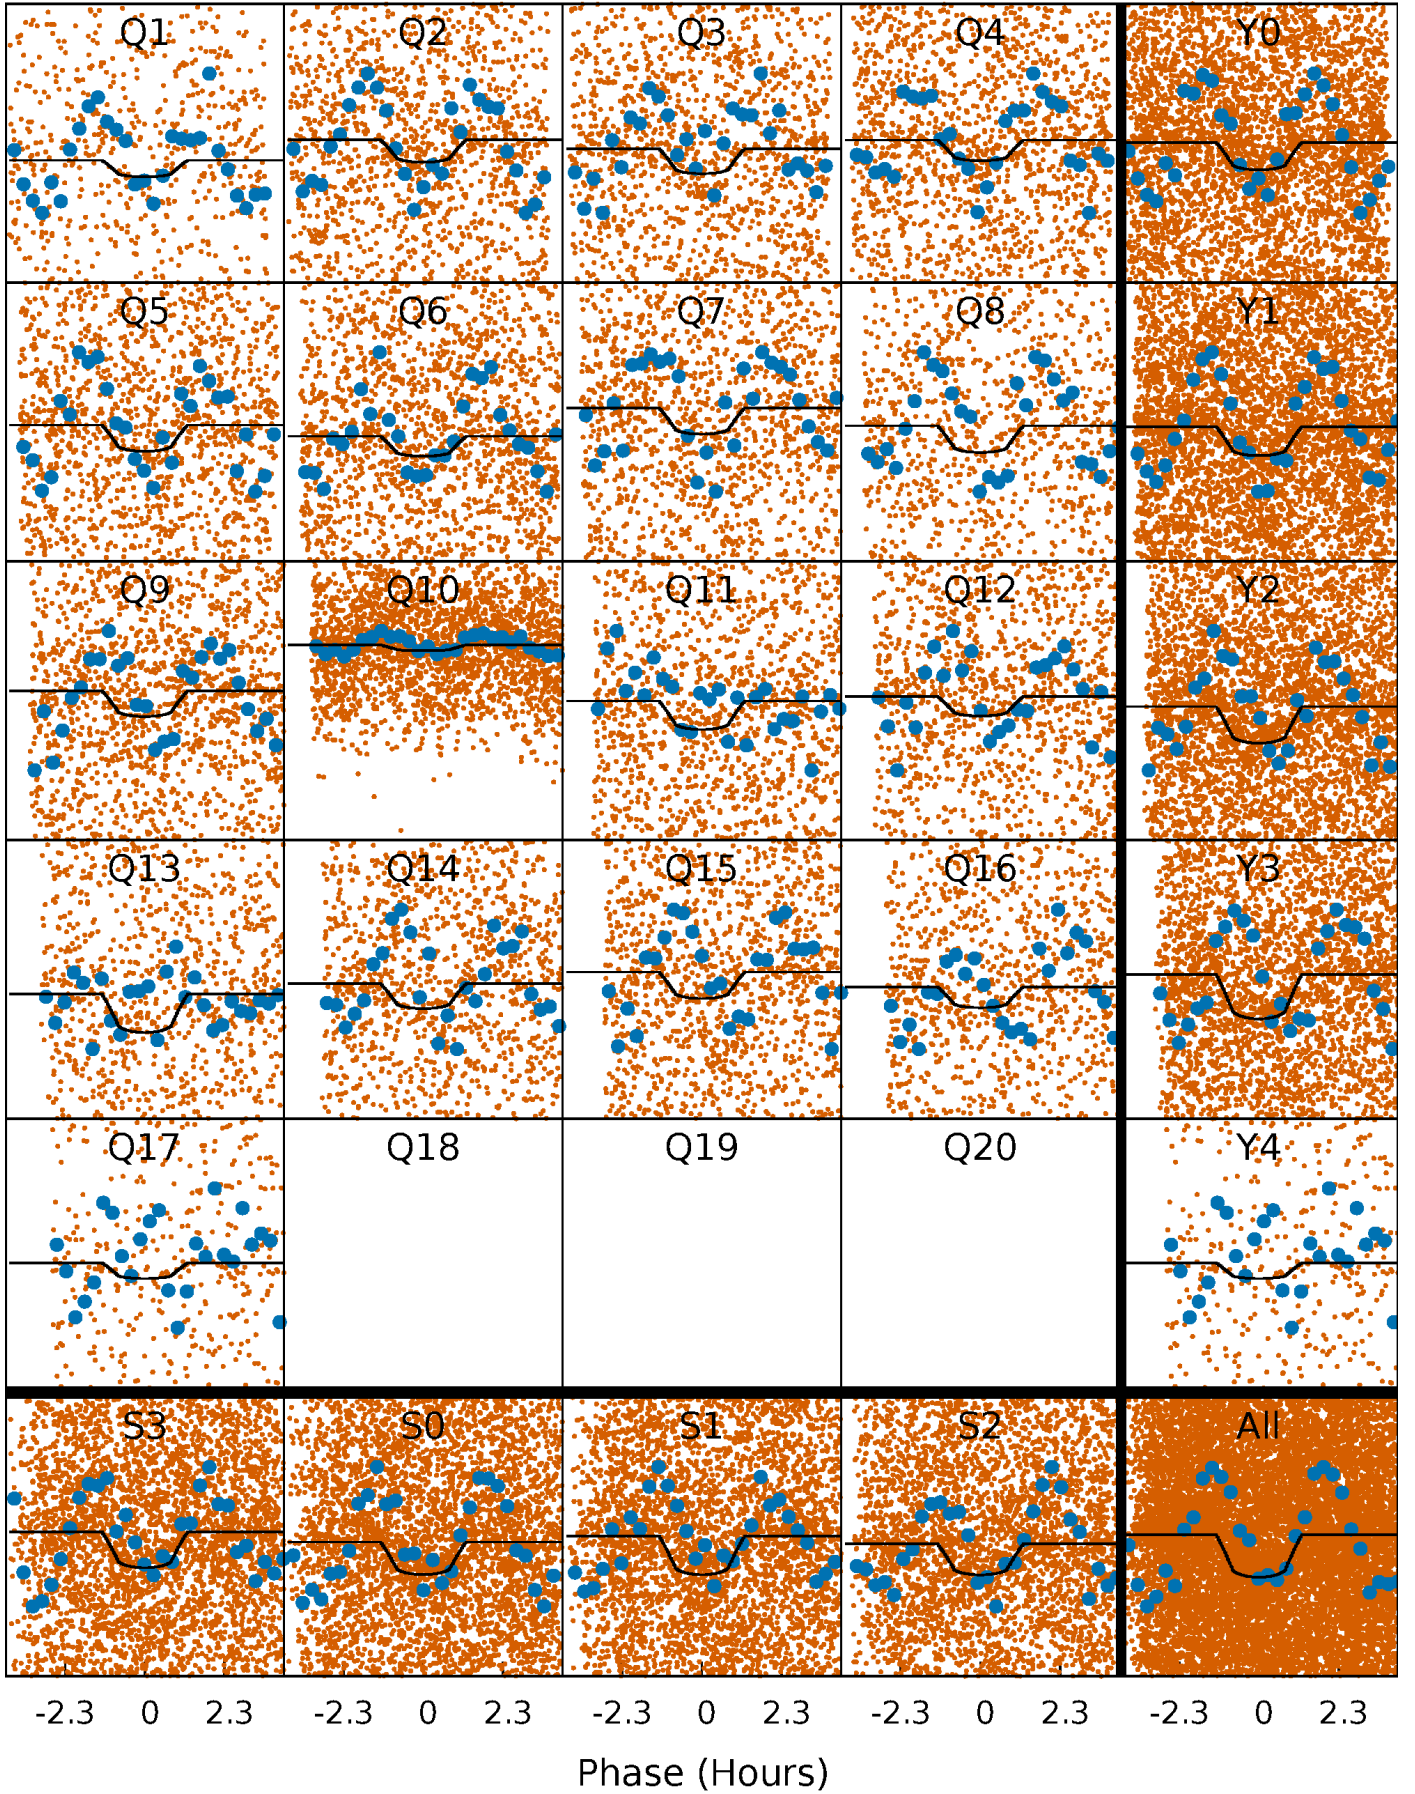 Q1 Q2 Q3 Q4 Y0
Q5 Q6 Q7 Q8 Y1
Q9 Q10 Q11 Q12 Y2
Q13 Q14 Q15 Q16 Y3
Q17 Q18 Q19 Q20 Y4
S3 S0 S1 S2 All
-2.3 0 2.3 -2.3 0 2.3 -2.3 0 2.3 -2.3 0 2.3 -2.3 0 2.3
Phase (Hours)